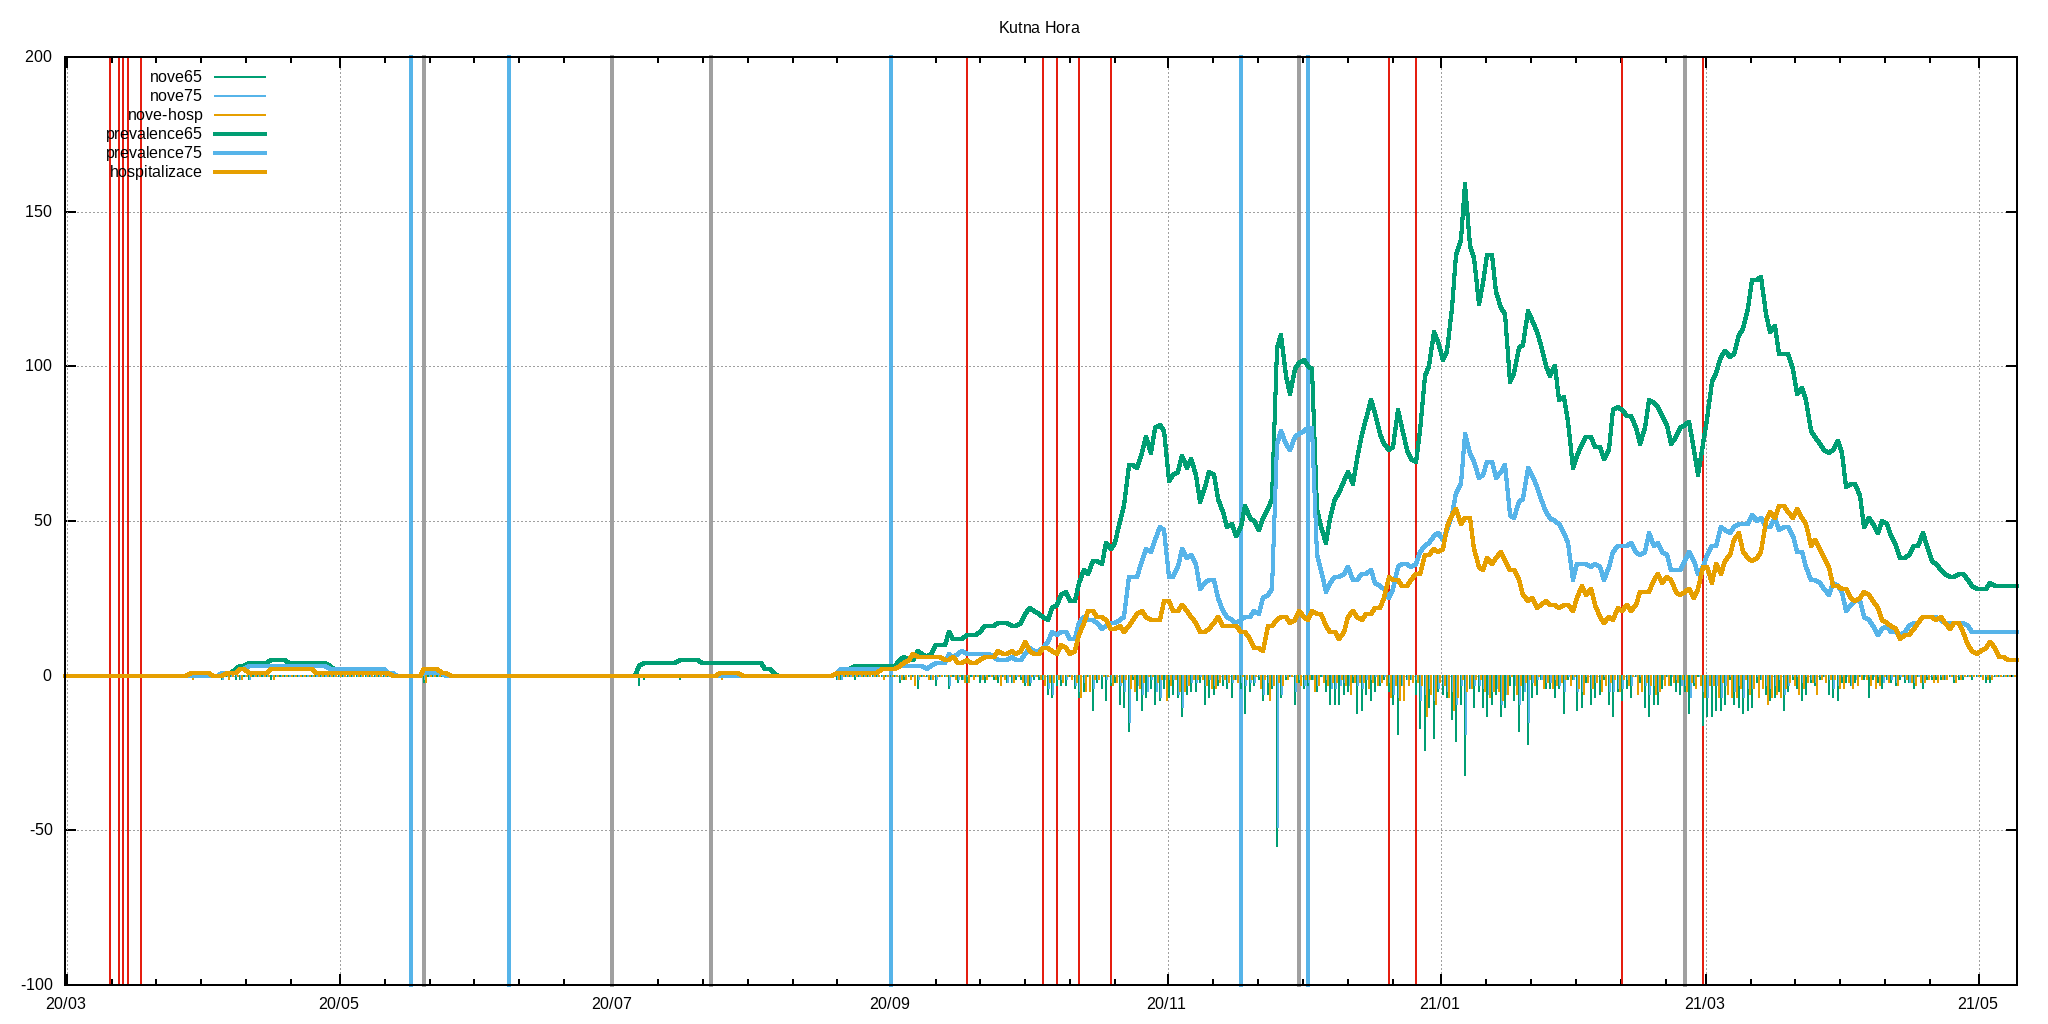 Kutna Hora
200
150
100
50
0
-50
-100
nove65
nove75
nove-hosp
prevalence65
prevalence75
hospitalizace
20/03 20/05 20/07 20/09 20/11 21/01 21/03 21/05